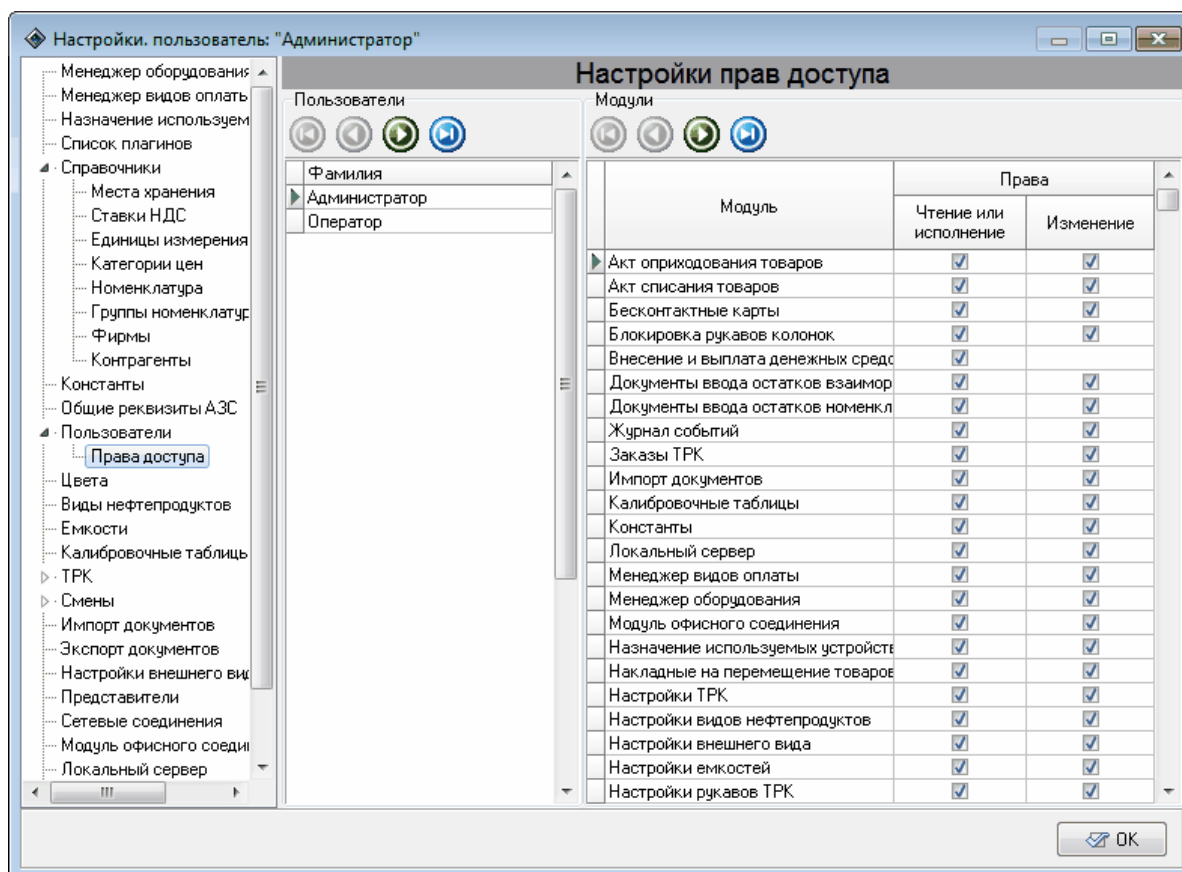 Настройки. пользователь: "Администратор"
Менеджер оборудования
Менеджер видов оплать
Назначение используем
Список плагинов
Справочники
Места хранения
Ставки НДС
Единицы измерения
Категории цен
Номенклатура
Группы номенклатур
Фирмы
Контрагенты
Константы
Общие реквизиты АЗС
Пользователи
Права доступа
Цвета
Виды нефтепродуктов
Емкости
Калибровочные таблиць
ТРК
Смены
Импорт документов
Экспорт документов
Настройки внешнего вид
Представители
Сетевые соединения
Модуль офисного соеди
Локальный сервер
Настройки прав доступа
Пользователи
Фамилия
Администратор
Оператор
Модули
Модуль
Права
Чтение или
исполнение
Изменение
Акт оприходования товаров
Акт списания товаров
Бесконтактные карты
Блокировка рукавов колонок
Внесение и выплата денежных средс
Документы ввода остатков взаимор
Документы ввода остатков номенкл
Журнал событий
Заказы ТРК
Импорт документов
Калибровочные таблицы
Константы
Локальный сервер
Менеджер видов оплаты
Менеджер оборудования
Модуль офисного соединения
Назначение используемых устройств
Накладные на перемещение товаров
Настройки ТРК
Настройки видов нефтепродуктов
Настройки внешнего вида
Настройки емкостей
Настройки рукавов ТРК
OK